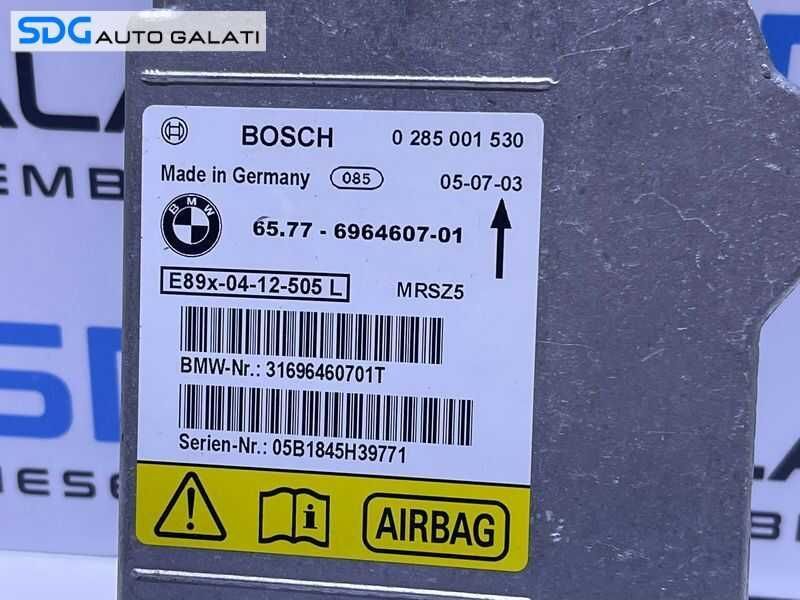 SDG AUTO GALATI
BOSCH 0 285 001 530
Made in Germany 085 05-07-03
BMW 65.77 - 6964607-01
E89x-04-12-505 L MRSZ5
BMW-Nr.: 31696460701T
Serien-Nr.: 05B1845H39771
i AIRBAG